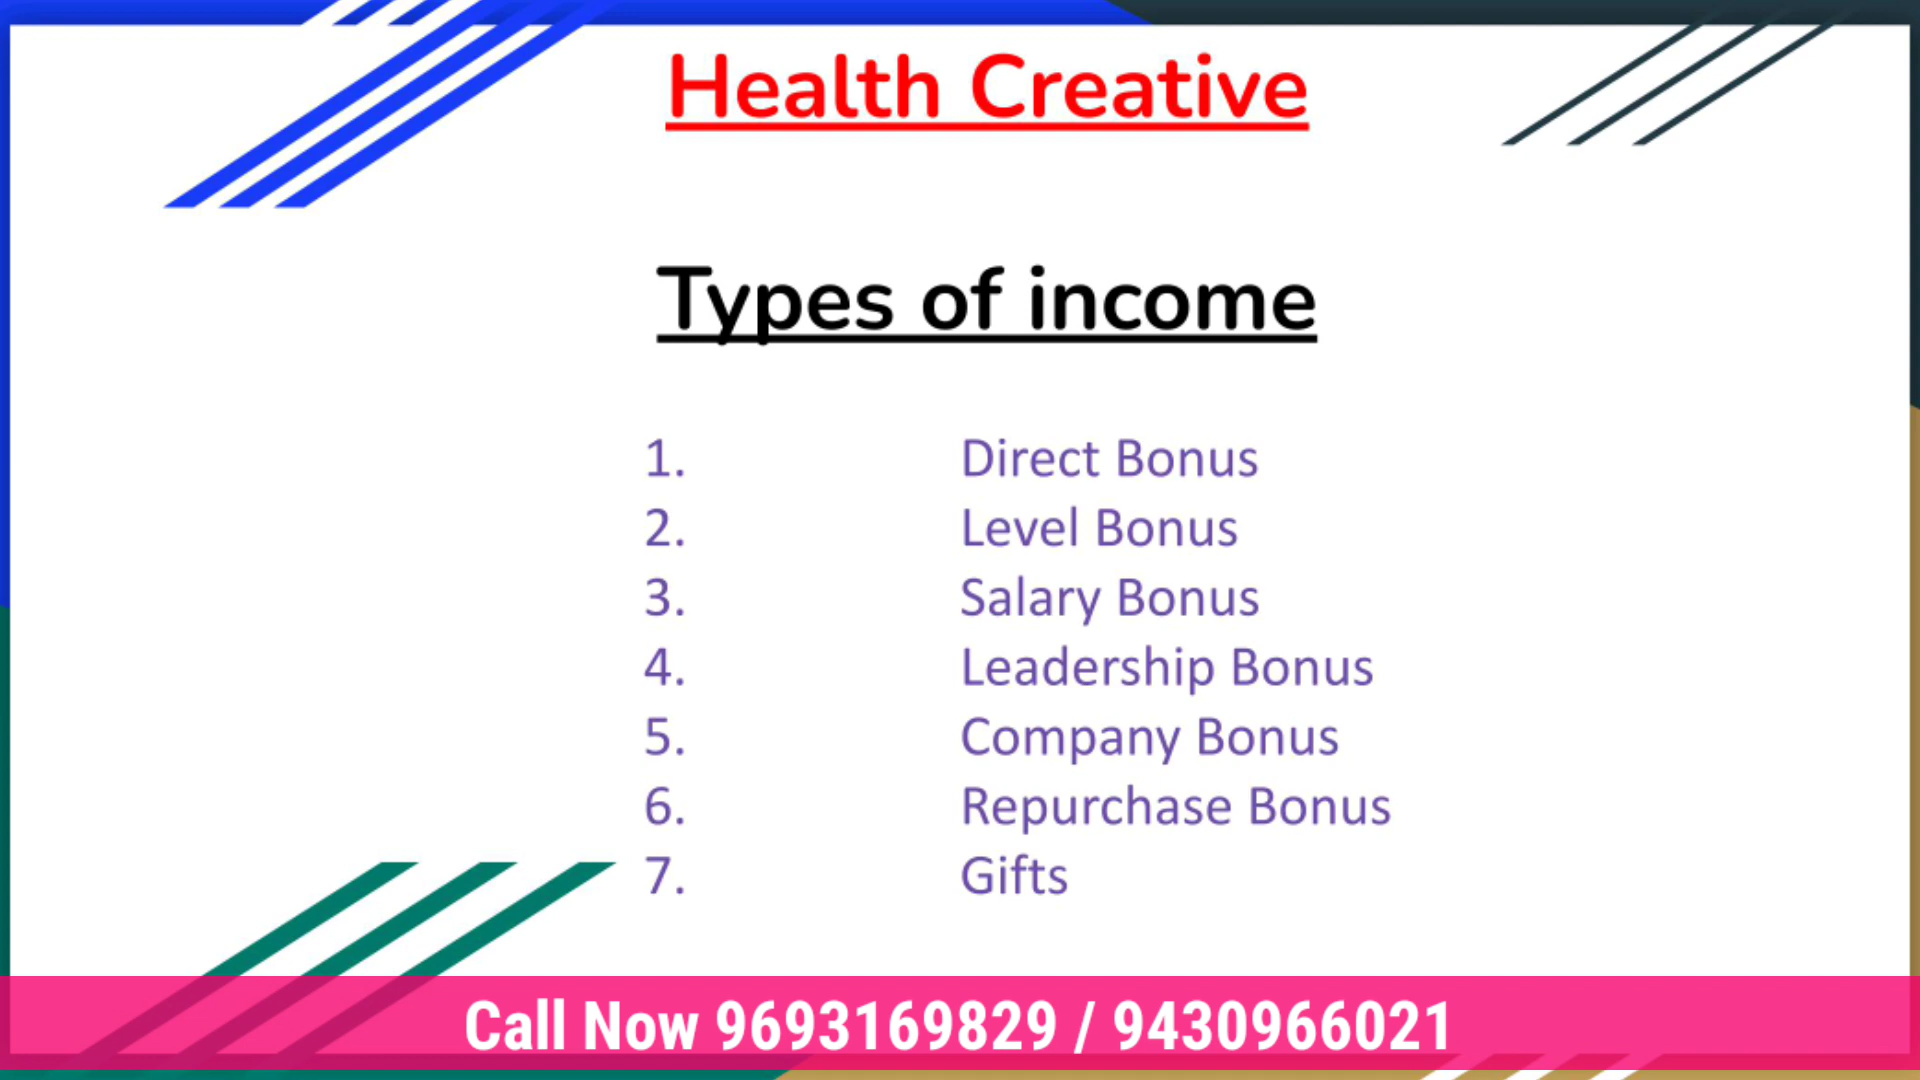 Health Creative
Types of income
1. Direct Bonus
2. Level Bonus
3. Salary Bonus
4. Leadership Bonus
5. Company Bonus
6. Repurchase Bonus
7. Gifts
Call Now 9693169829 / 9430966021